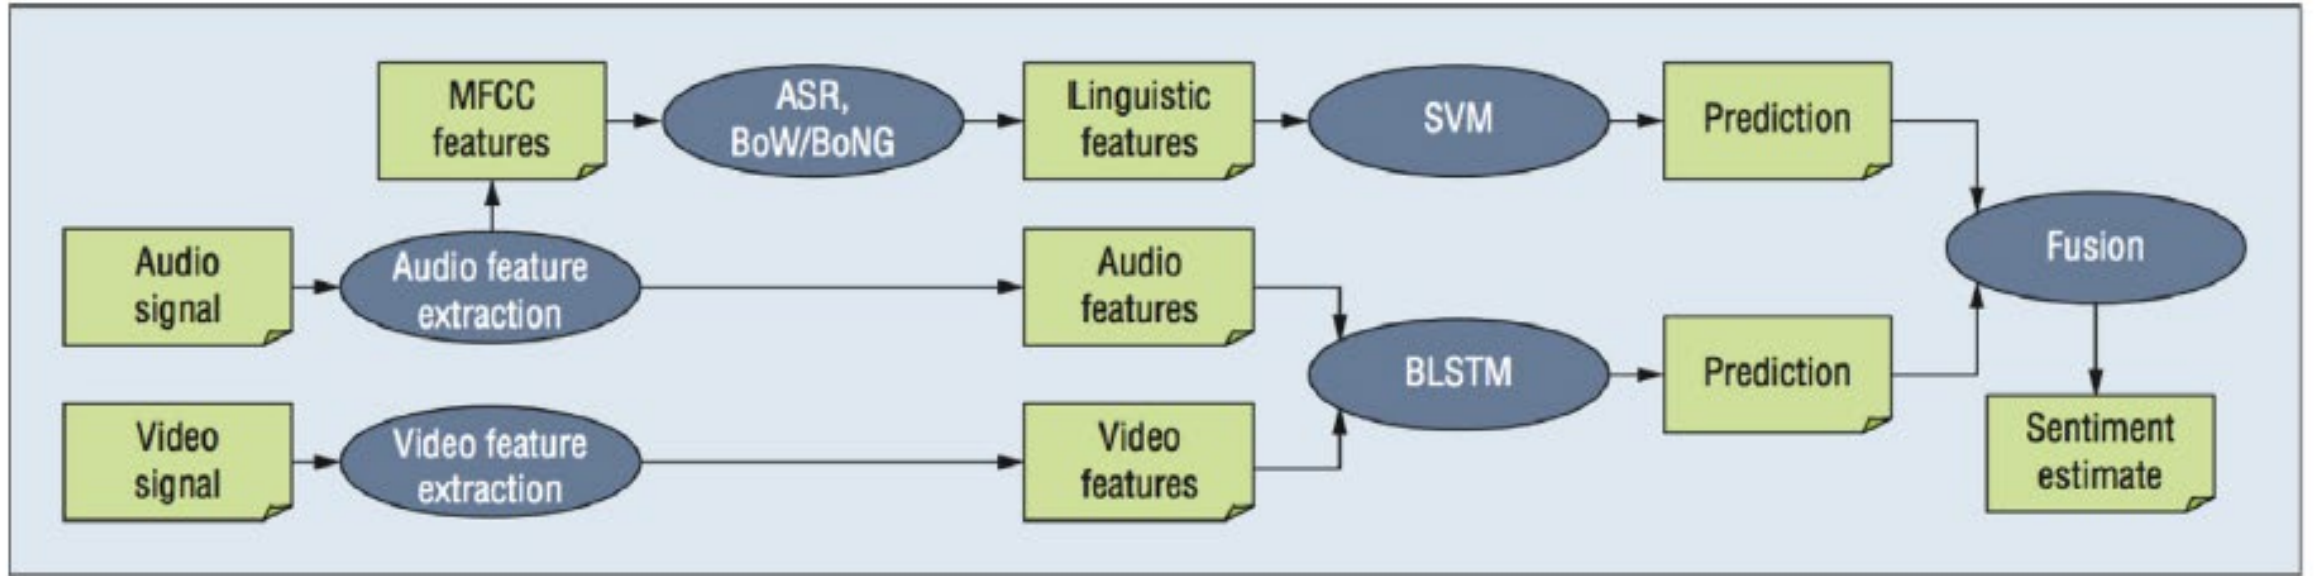 MFCC
features
ASR,
BoW/BoNG
Linguistic
features
SVM
Prediction
Audio
signal
Audio feature
extraction
Audio
features
Fusion
BLSTM
Prediction
Video
signal
Video feature
extraction
Video
features
Sentiment
estimate